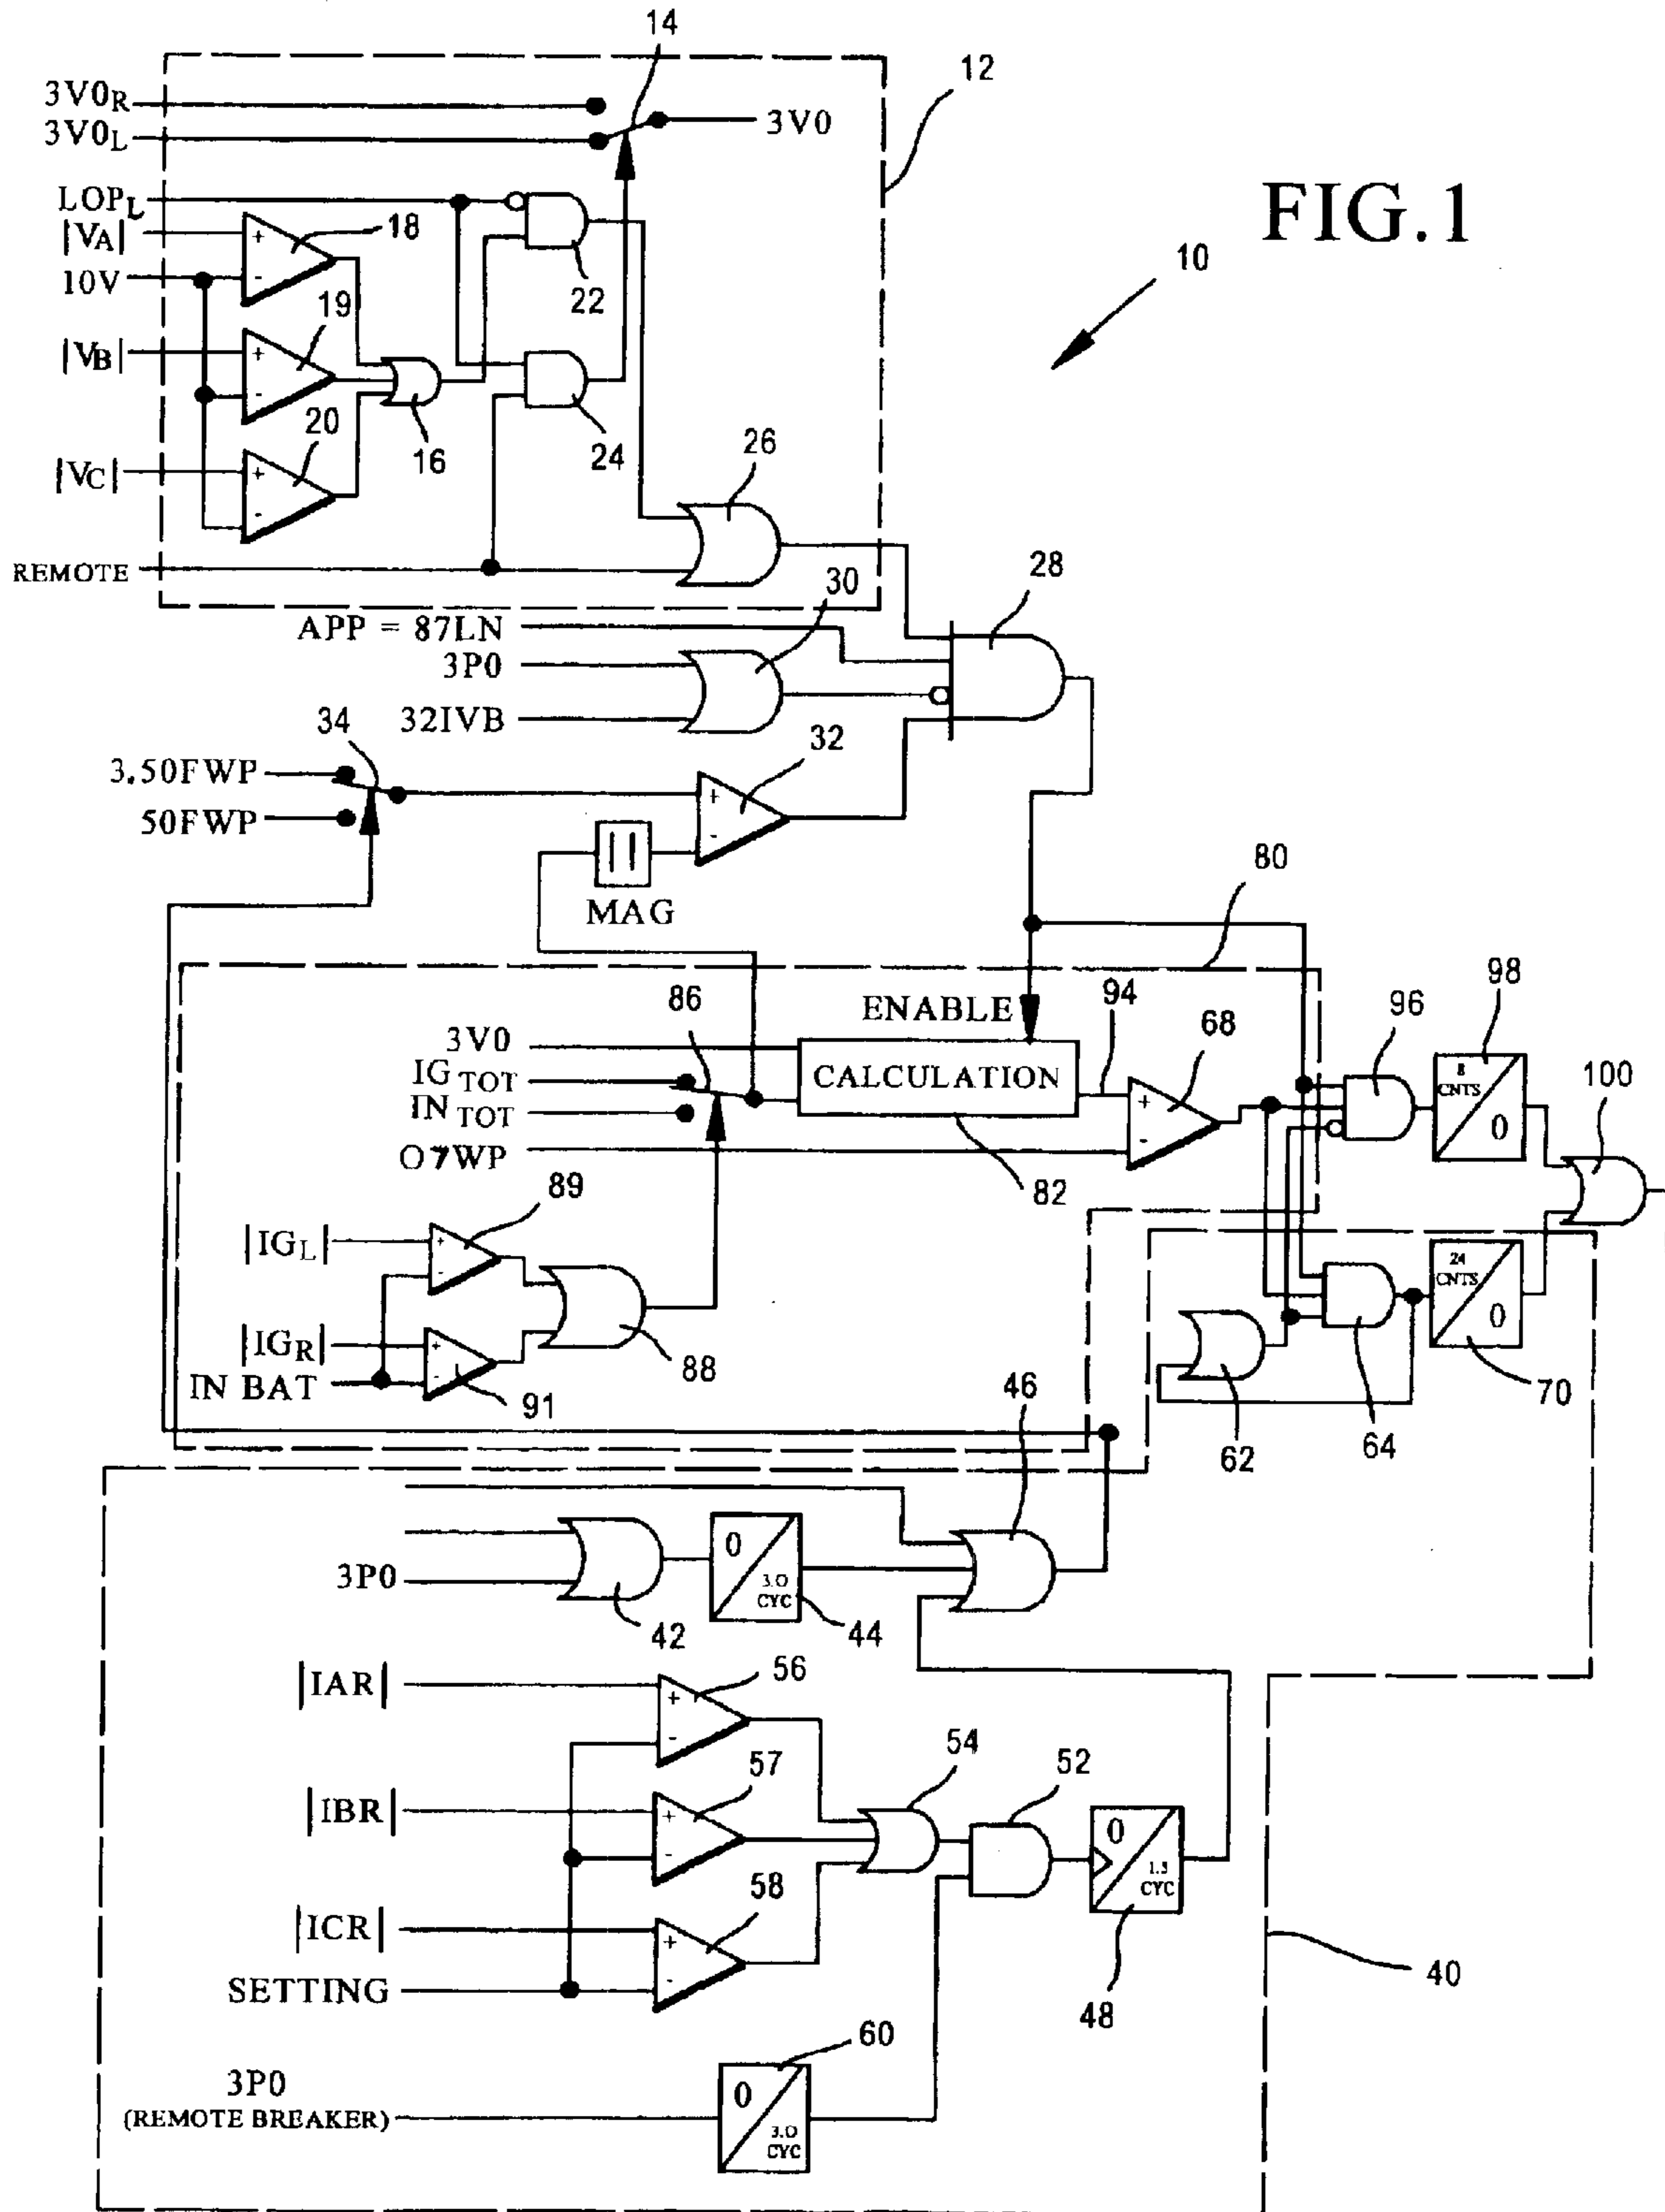 14
12
3V0R
3V0L
3V0
FIG.1
LOPL
|VA|
18
10V
22
10
19
|VB|
20
16
24
|VC|
26
REMOTE
28
30
APP = 87LN
3P0
32IVB
34
32
3.50FWP
50FWP
MAG
80
98
ENABLE
94
96
86
68
3V0
IG TOT
IN TOT
CALCULATION
8 CNTS
0
100
O7WP
89
82
|IGL|
24 CNTS
0
|IGR|
88
IN BAT
91
46
70
62
64
0
3P0
3.0 CYC
42
44
|IAR|
56
54
52
57
|IBR|
0
1.5 CYC
58
|ICR|
SETTING
48
40
60
3P0
(REMOTE BREAKER)
0
3.0 CYC